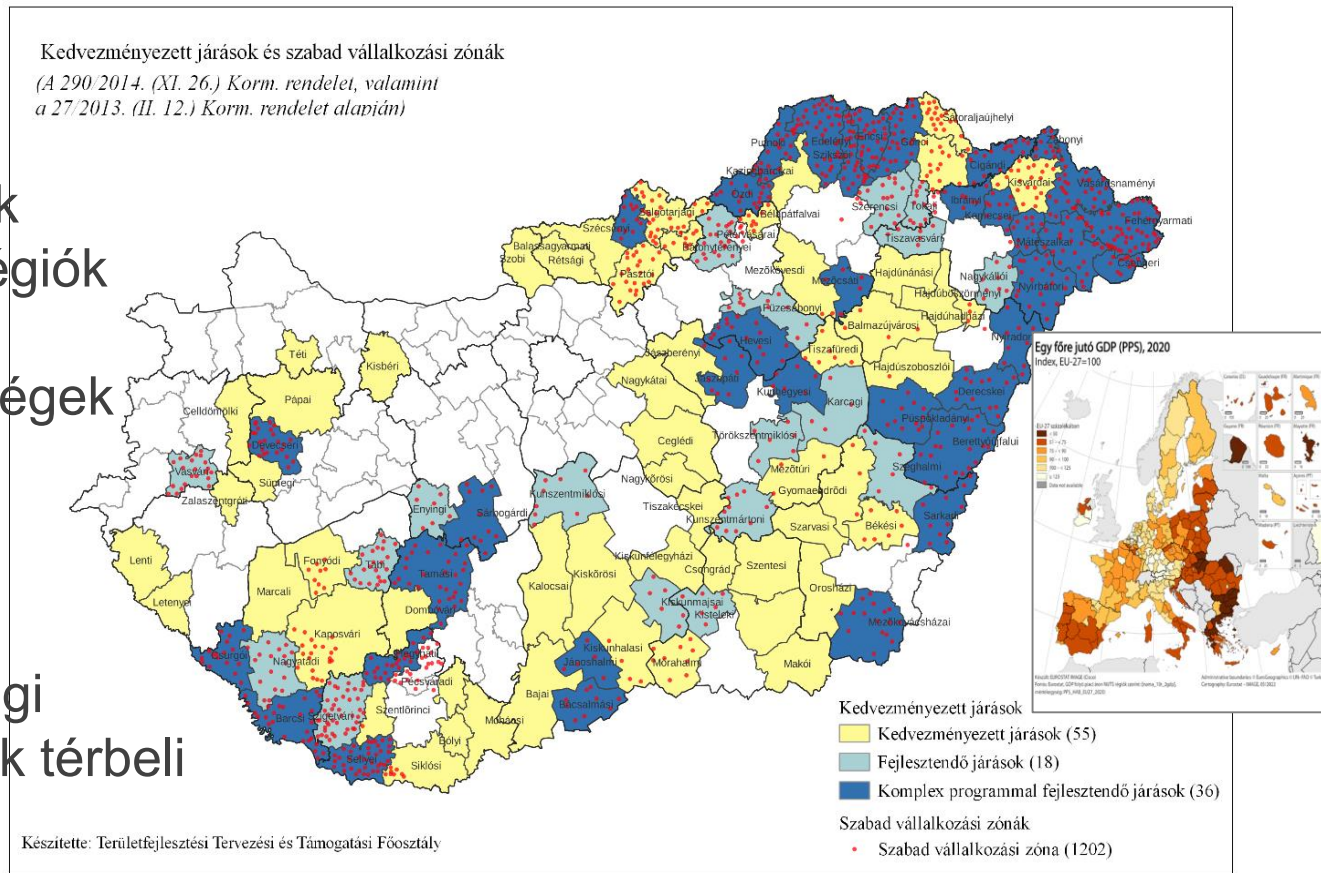 Kedvezményezett járások és szabad vállalkozási zónák
(A 290/2014. (XI. 26.) Korm. rendelet, valamint
a 27/2013. (II. 12.) Korm. rendelet alapján)
k
égiók
égek
gi
k térbeli
Sátoraljaújhelyi
Edelényi
Encsi
Gönci
Szikszói
Putnoki
Záhonyi
Cigándi
Kisvárdai
Vásárosnaményi
Kazincbarcikai
Ózdi
Ibrányi
Kemecsei
Fehérgyarmati
Szerencsi
Tokaji
Salgótarjáni
Bélapátfalvai
Szécsényi
Pétervásárai
Bátonyterenyei
Tiszavasvári
Mátészalkai
Csengeri
Balassagyarmati
Szobi
Rétsági
Pásztói
Mezőkövesdi
Mezőcsáti
Hajdúnánási
Nagykállói
Nyírbátori
Hajdúböszörményi
Füzesabonyi
Hajdúhadházi
Balmazújvárosi
Hevesi
Tiszafüredi
Téti
Kisbéri
Jászberényi
Nagykátai
Jászapáti
Kunhegyesi
Hajdúszoboszlói
Pápai
Celldömölki
Karcagi
Derecskei
Püspökladányi
Devecseri
Törökszentmiklósi
Berettyóújfalui
Ceglédi
Vasvári
Sümegi
Nagykőrösi
Mezőtúri
Szeghalmi
Zalaszentgróti
Kunszentmiklósi
Gyomaendrődi
Enyingi
Sárbogárdi
Tiszakécskei
Kunszentmártoni
Szarvasi
Békési
Sarkadi
Lenti
Fonyódi
Tabi
Tamási
Kiskunfélegyházi
Csongrád
Szentesi
Marcali
Kalocsai
Kiskőrösi
Orosházi
Letenyei
Dombóvári
Kiskunmajsai
Kisteleki
Mezőkovácsházai
Kaposvári
Csurgói
Nagyatádi
Kiskunhalasi
Jánoshalmi
Mórahalmi
Makói
Pécsváradi
Barcsi
Szigetvári
Szentlőrinci
Bajai
Bácsalmási
Mohácsi
Bólyi
Sellyei
Siklósi
Egy főre jutó GDP (PPS), 2020
Index, EU-27=100
Kedvezményezett járások
Kedvezményezett járások (55)
Fejlesztendő járások (18)
Komplex programmal fejlesztendő járások (36)
Szabad vállalkozási zónák
Szabad vállalkozási zóna (1202)
Készítette: Területfejlesztési Tervezési és Támogatási Főosztály